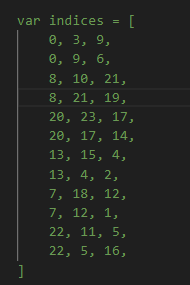 var indices = [
0, 3, 9,
0, 9, 6,
8, 10, 21,
8, 21, 19,
20, 23, 17,
20, 17, 14,
13, 15, 4,
13, 4, 2,
7, 18, 12,
7, 12, 1,
22, 11, 5,
22, 5, 16,
]